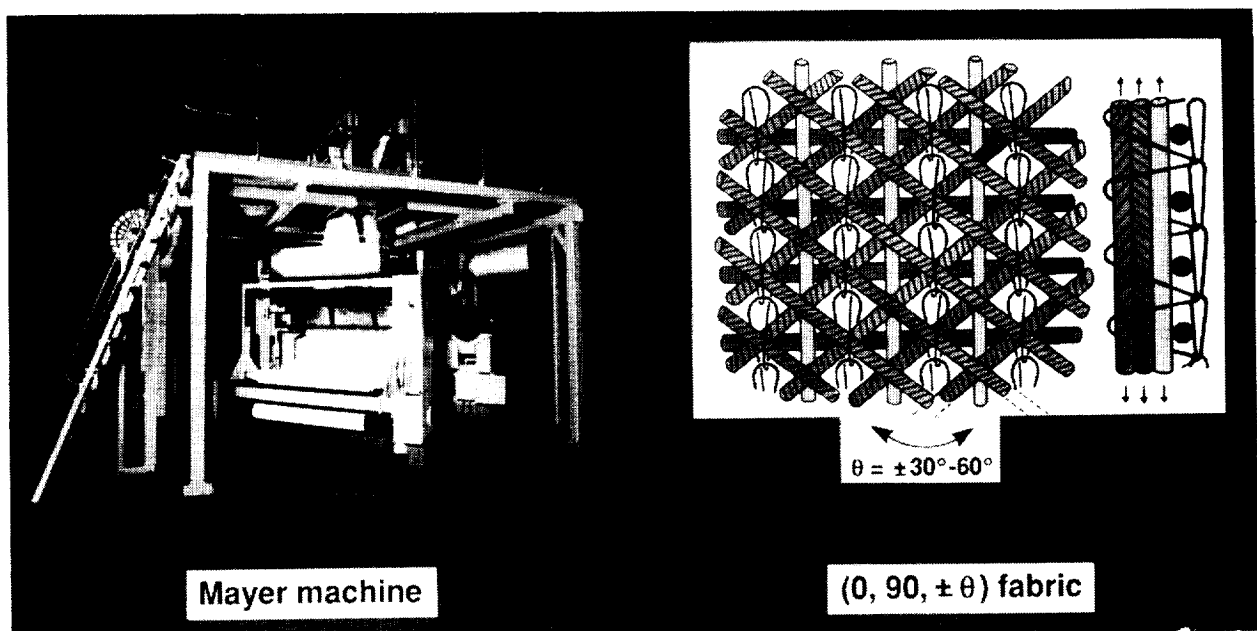 θ = ±30°-60°
Mayer machine
(0, 90, ± θ) fabric